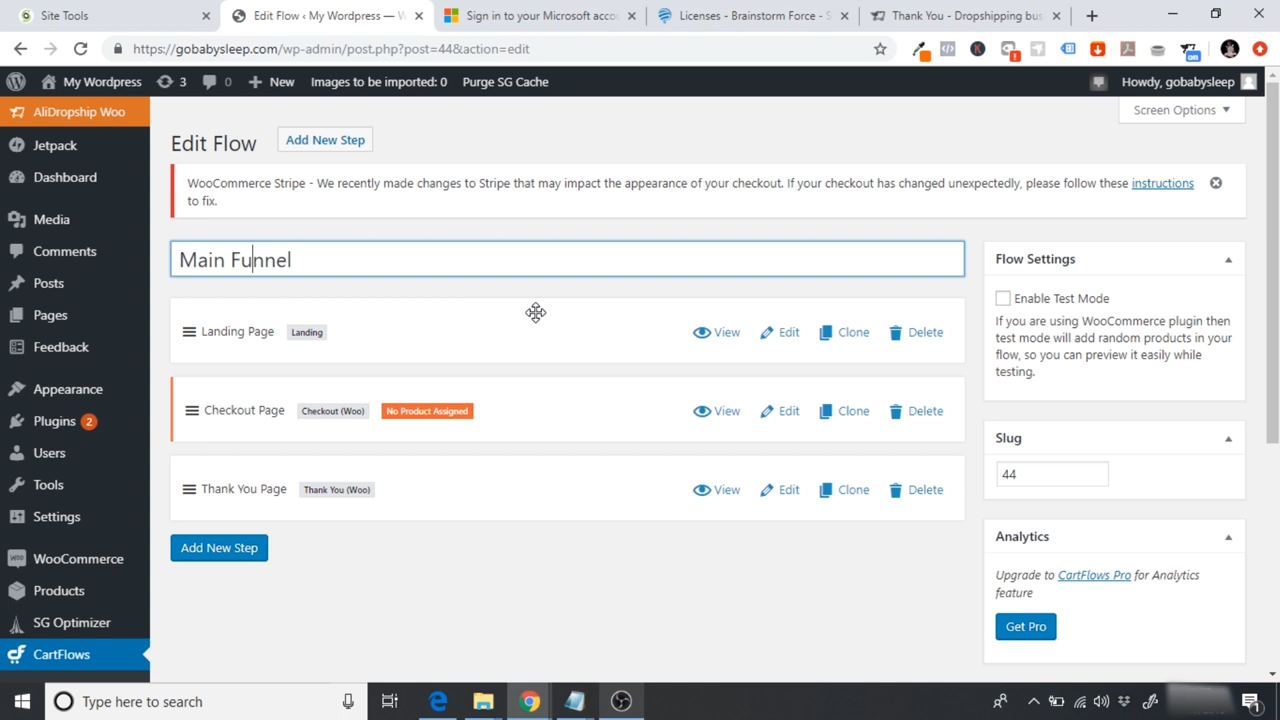 Site Tools
Edit Flow ‹ My Wordpress — W
Sign in to your Microsoft accou
Licenses - Brainstorm Force - S
Thank You - Dropshipping bus
https://gobabysleep.com/wp-admin/post.php?post=44&action=edit
My Wordpress
3
0
New
Images to be imported: 0
Purge SG Cache
Howdy, gobabysleep
AliDropship Woo
Jetpack
Dashboard
Media
Comments
Posts
Pages
Feedback
Appearance
Plugins 2
Users
Tools
Settings
WooCommerce
Products
SG Optimizer
CartFlows
Screen Options
Edit Flow
Add New Step
WooCommerce Stripe - We recently made changes to Stripe that may impact the appearance of your checkout. If your checkout has changed unexpectedly, please follow these instructions
to fix.
Main Funnel
Landing Page Landing View Edit Clone Delete
Checkout Page Checkout (Woo) No Product Assigned View Edit Clone Delete
Thank You Page Thank You (Woo) View Edit Clone Delete
Add New Step
Flow Settings
Enable Test Mode
If you are using WooCommerce plugin then
test mode will add random products in your
flow, so you can preview it easily while
testing.
Slug
44
Analytics
Upgrade to CartFlows Pro for Analytics
feature
Get Pro
Type here to search